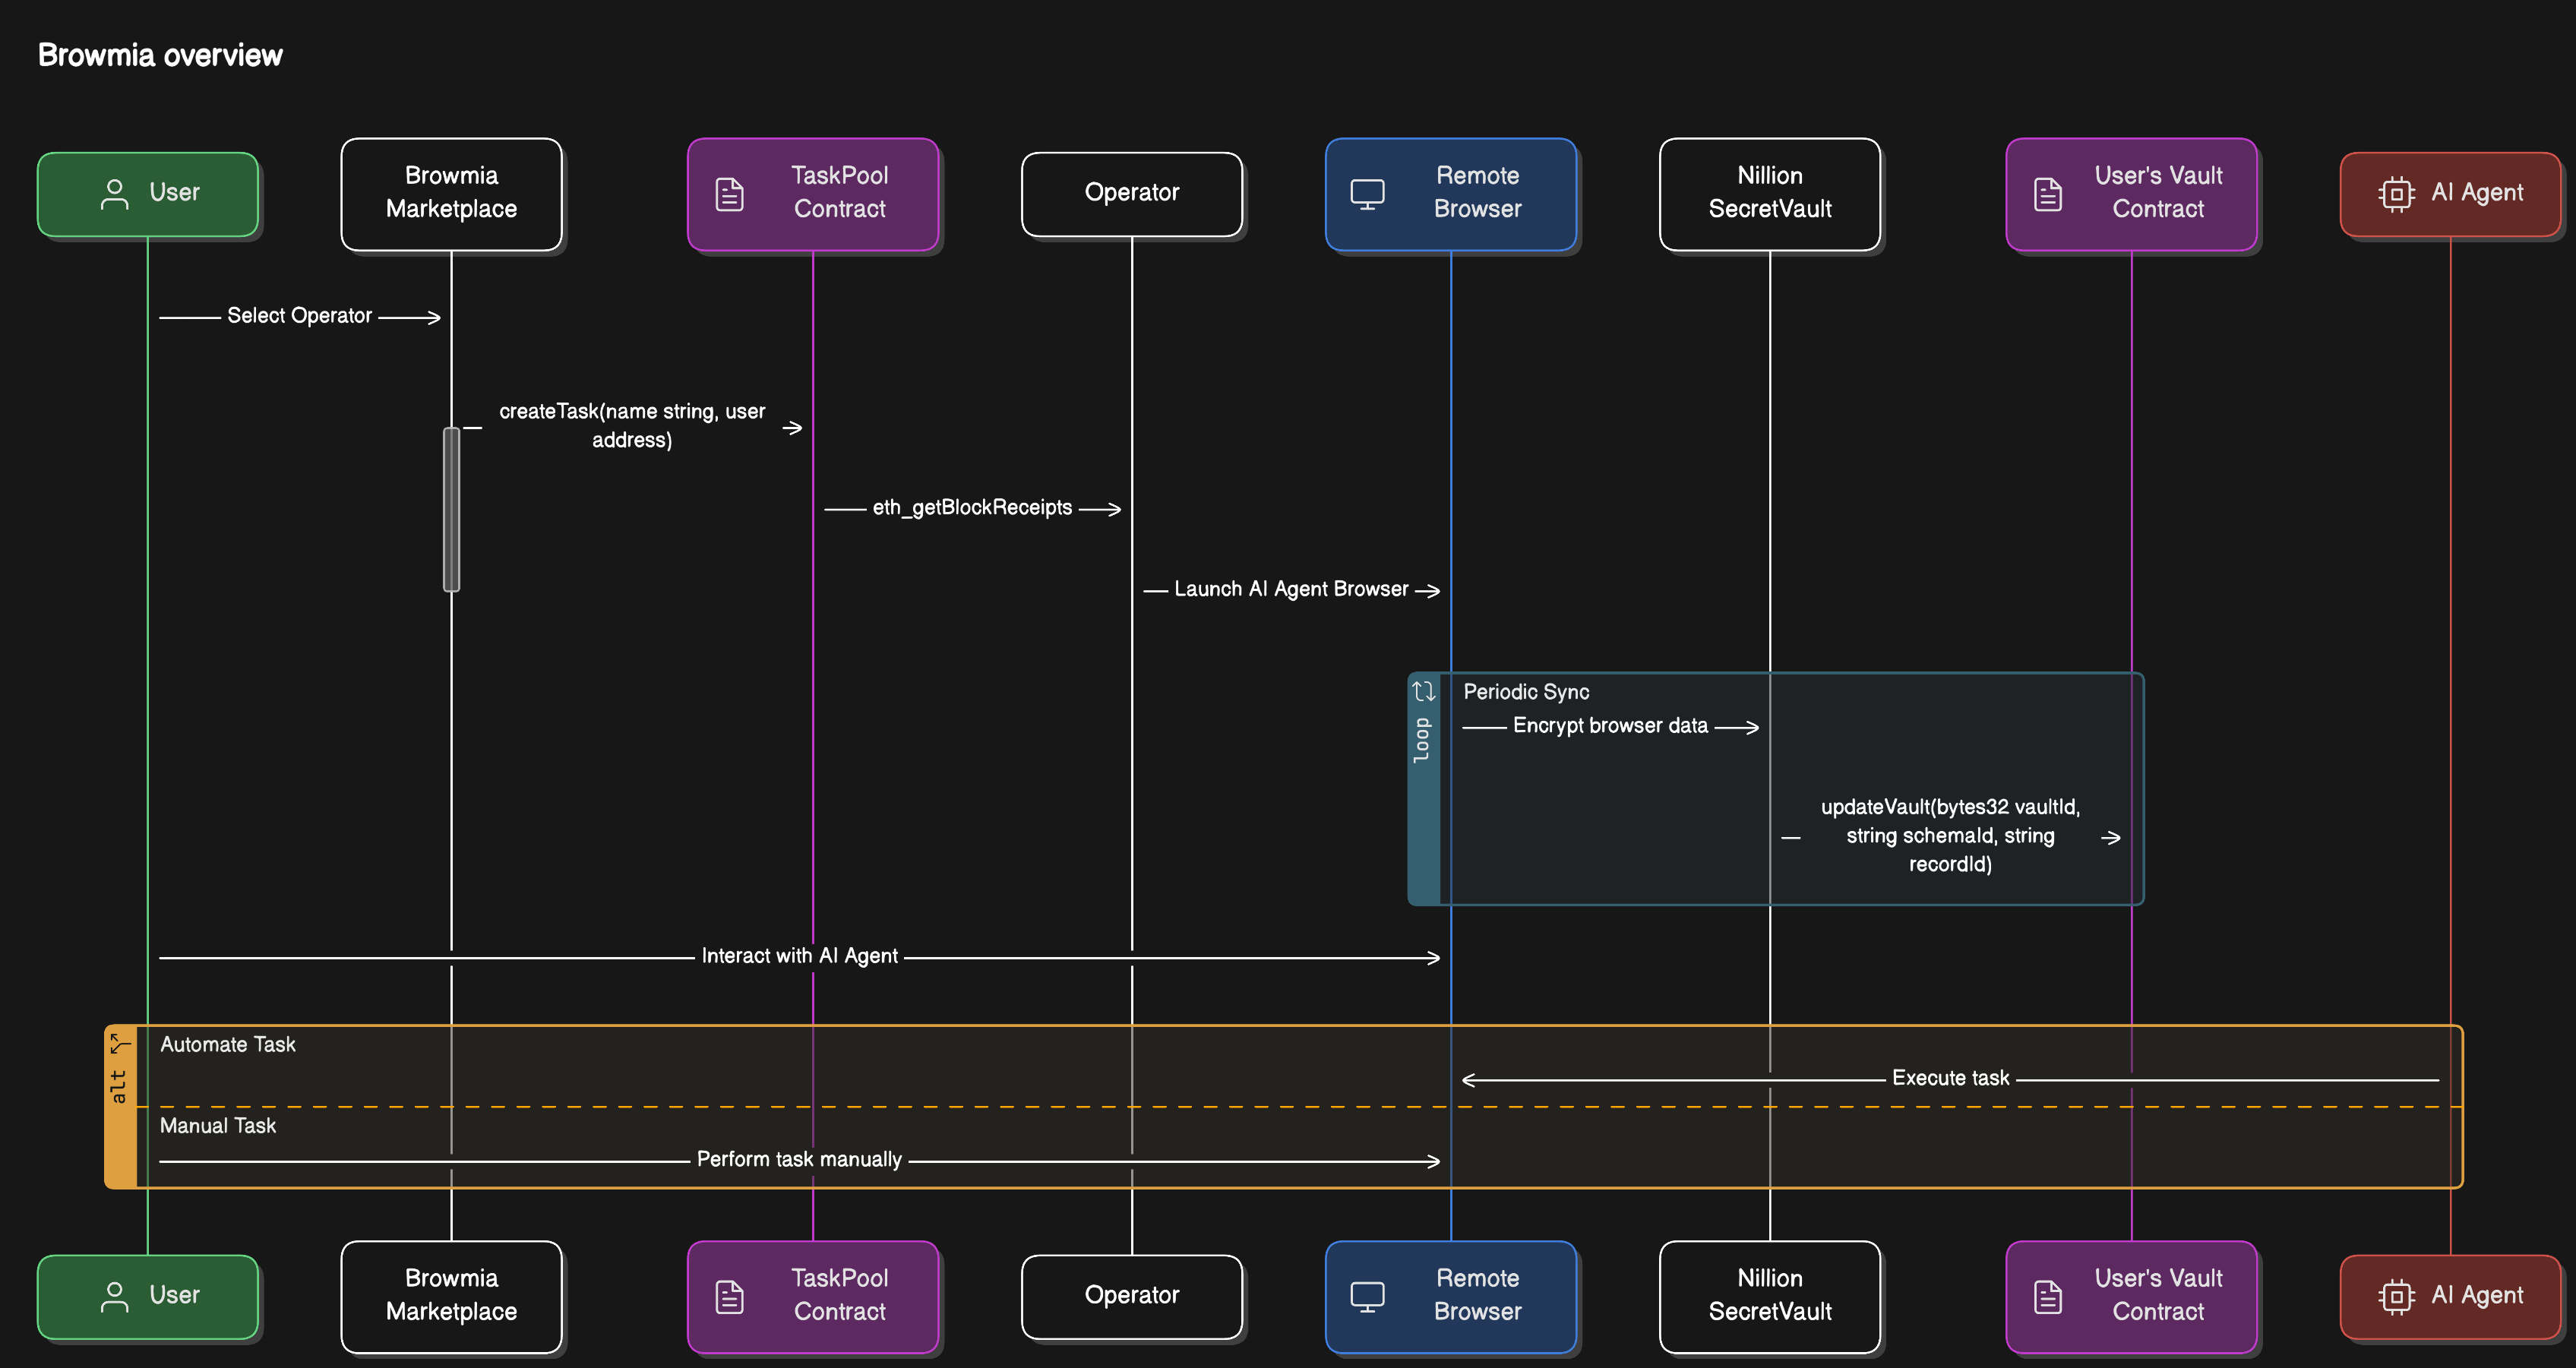 Browmia overview
User
Browmia
Marketplace
TaskPool
Contract
Operator
Remote
Browser
Nillion
SecretVault
User's Vault
Contract
AI Agent
Select Operator
createTask(name string, user
address)
eth_getBlockReceipts
Launch AI Agent Browser
loop
Periodic Sync
Encrypt browser data
updateVault(bytes32 vaultId,
string schemaId, string
recordId)
Interact with AI Agent
alt
Automate Task
Execute task
Manual Task
Perform task manually
User
Browmia
Marketplace
TaskPool
Contract
Operator
Remote
Browser
Nillion
SecretVault
User's Vault
Contract
AI Agent